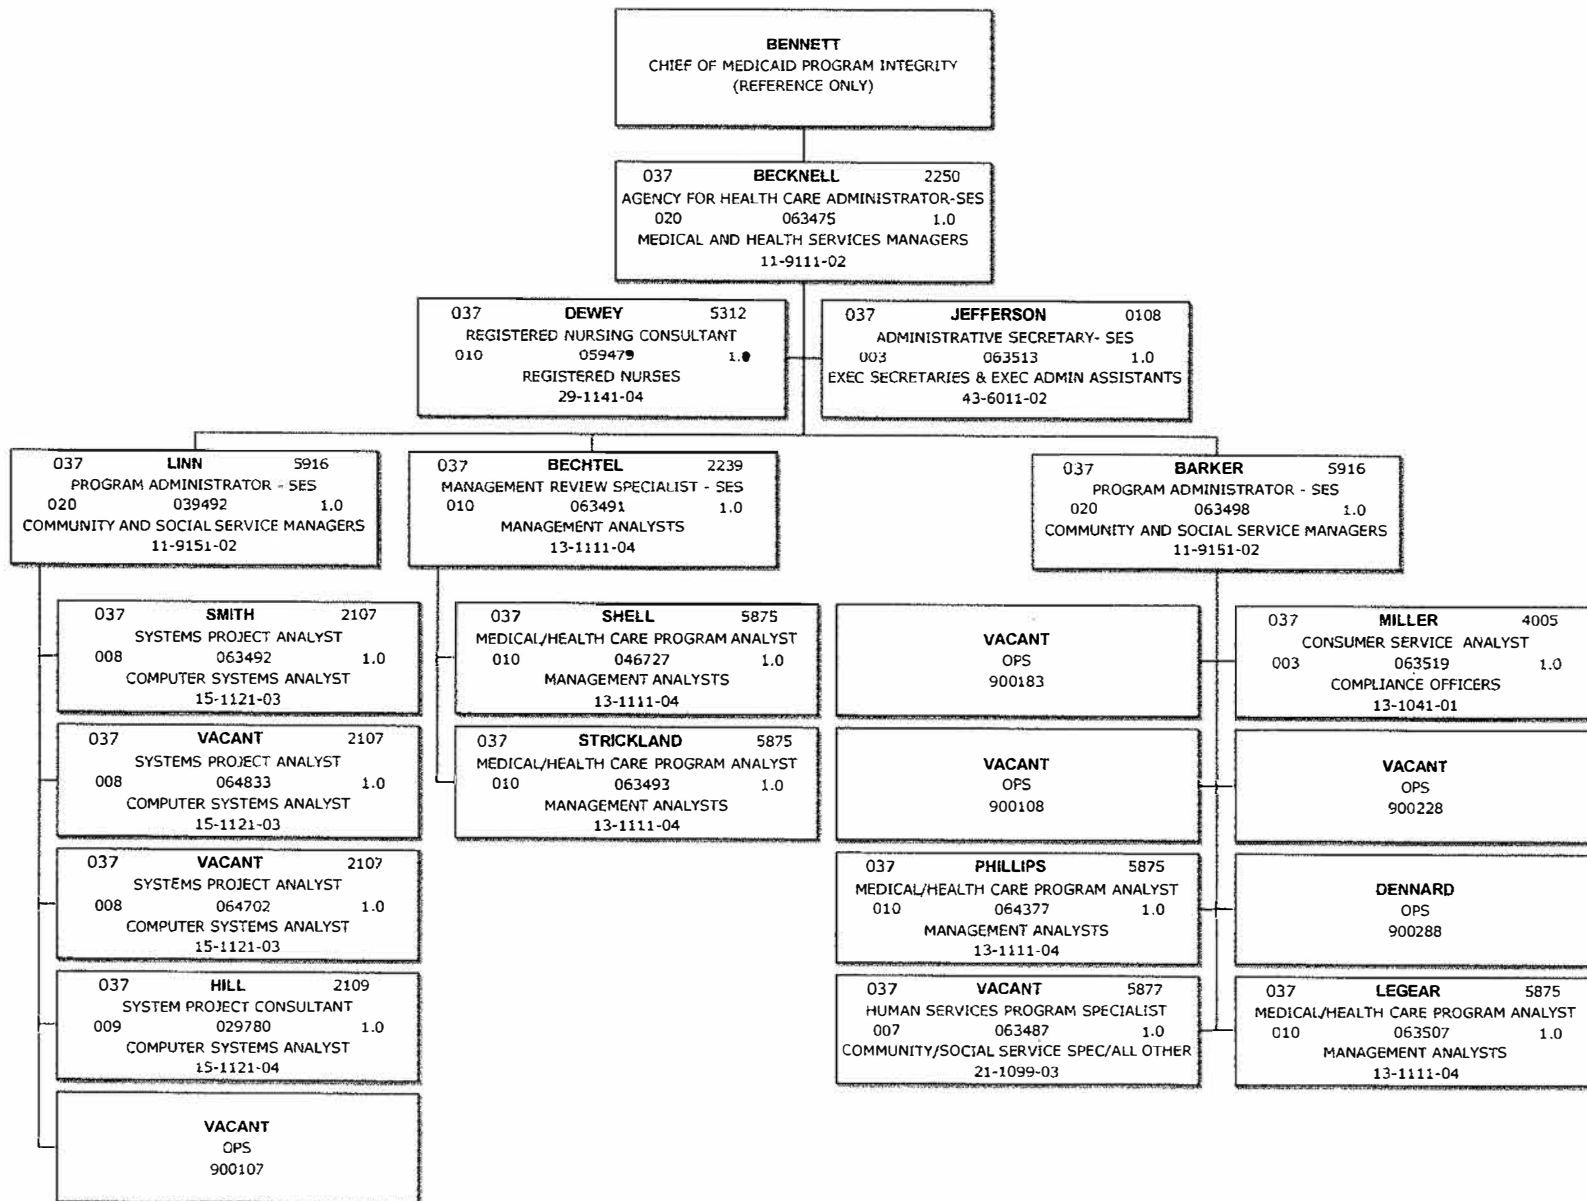 BENNETT
CHIEF OF MEDICAID PROGRAM INTEGRITY
(REFERENCE ONLY)
037 BECKNELL 2250
AGENCY FOR HEALTH CARE ADMINISTRATOR-SES
020 063475 1.0
MEDICAL AND HEALTH SERVICES MANAGERS
11-9111-02
037 DEWEY 5312
REGISTERED NURSING CONSULTANT
010 059479 1.0
REGISTERED NURSES
29-1141-04
037 JEFFERSON 0108
ADMINISTRATIVE SECRETARY- SES
003 063513 1.0
EXEC SECRETARIES & EXEC ADMIN ASSISTANTS
43-6011-02
037 LINN 5916
PROGRAM ADMINISTRATOR - SES
020 039492 1.0
COMMUNITY AND SOCIAL SERVICE MANAGERS
11-9151-02
037 BECHTEL 2239
MANAGEMENT REVIEW SPECIALIST - SES
010 063491 1.0
MANAGEMENT ANALYSTS
13-1111-04
037 BARKER 5916
PROGRAM ADMINISTRATOR - SES
020 063498 1.0
COMMUNITY AND SOCIAL SERVICE MANAGERS
11-9151-02
037 SMITH 2107
SYSTEMS PROJECT ANALYST
008 063492 1.0
COMPUTER SYSTEMS ANALYST
15-1121-03
037 VACANT 2107
SYSTEMS PROJECT ANALYST
008 064833 1.0
COMPUTER SYSTEMS ANALYST
15-1121-03
037 VACANT 2107
SYSTEMS PROJECT ANALYST
008 064702 1.0
COMPUTER SYSTEMS ANALYST
15-1121-03
037 HILL 2109
SYSTEM PROJECT CONSULTANT
009 029780 1.0
COMPUTER SYSTEMS ANALYST
15-1121-04
VACANT
OPS
900107
037 SHELL 5875
MEDICAL/HEALTH CARE PROGRAM ANALYST
010 046727 1.0
MANAGEMENT ANALYSTS
13-1111-04
037 STRICKLAND 5875
MEDICAL/HEALTH CARE PROGRAM ANALYST
010 063493 1.0
MANAGEMENT ANALYSTS
13-1111-04
VACANT
OPS
900183
037 MILLER 4005
CONSUMER SERVICE ANALYST
003 063519 1.0
COMPLIANCE OFFICERS
13-1041-01
VACANT
OPS
900108
VACANT
OPS
900228
037 PHILLIPS 5875
MEDICAL/HEALTH CARE PROGRAM ANALYST
010 064377 1.0
MANAGEMENT ANALYSTS
13-1111-04
DENNARD
OPS
900288
037 VACANT 5877
HUMAN SERVICES PROGRAM SPECIALIST
007 063487 1.0
COMMUNITY/SOCIAL SERVICE SPEC/ALL OTHER
21-1099-03
037 LEGEAR 5875
MEDICAL/HEALTH CARE PROGRAM ANALYST
010 063507 1.0
MANAGEMENT ANALYSTS
13-1111-04